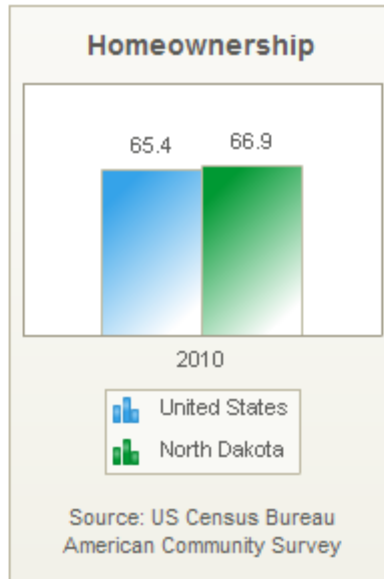 Homeownership
65.4
66.9
2010
United States
North Dakota
Source: US Census Bureau
American Community Survey